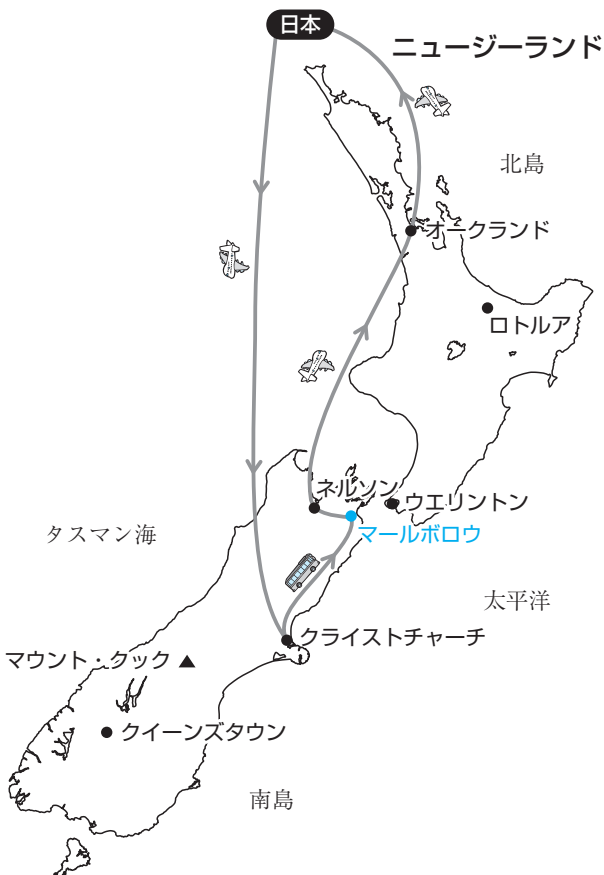 日本
ニュージーランド
北島
オークランド
ロトルア
ネルソン
ウエリントン
マールボロウ
タスマン海
太平洋
クライストチャーチ
マウント・クック
クイーンズタウン
南島